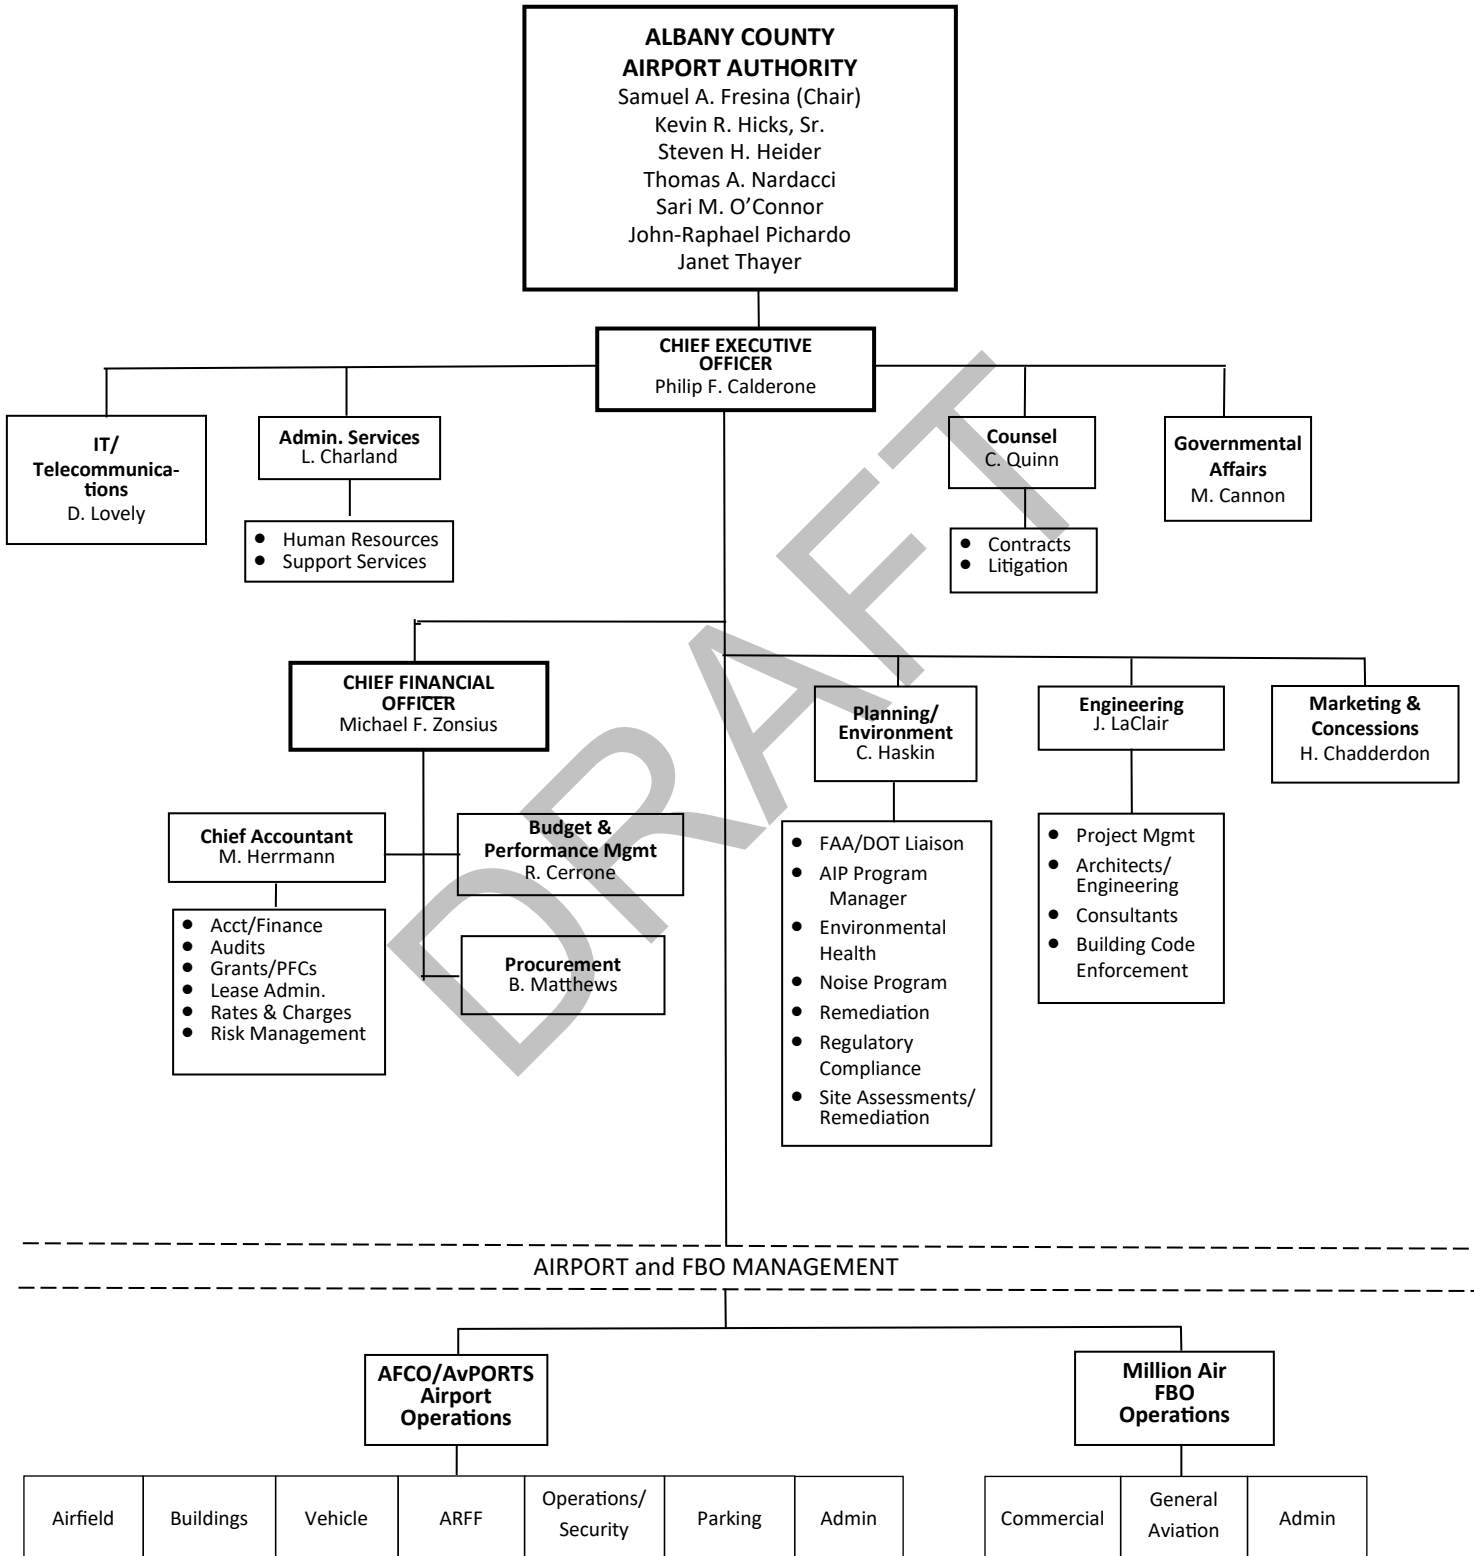 ALBANY COUNTY
AIRPORT AUTHORITY
Samuel A. Fresina (Chair)
Kevin R. Hicks, Sr.
Steven H. Heider
Thomas A. Nardacci
Sari M. O’Connor
John-Raphael Pichardo
Janet Thayer
CHIEF EXECUTIVE
OFFICER
Philip F. Calderone
IT/
Telecommunica-
tions
D. Lovely
Admin. Services
L. Charland
● Human Resources
● Support Services
Counsel
C. Quinn
● Contracts
● Litigation
Governmental
Affairs
M. Cannon
CHIEF FINANCIAL
OFFICER
Michael F. Zonsius
Chief Accountant
M. Herrmann
● Acct/Finance
● Audits
● Grants/PFCs
● Lease Admin.
● Rates & Charges
● Risk Management
Budget &
Performance Mgmt
R. Cerrone
Procurement
B. Matthews
Planning/
Environment
C. Haskin
● FAA/DOT Liaison
● AIP Program
Manager
● Environmental
Health
● Noise Program
● Remediation
● Regulatory
Compliance
● Site Assessments/
Remediation
Engineering
J. LaClair
● Project Mgmt
● Architects/
Engineering
● Consultants
● Building Code
Enforcement
Marketing &
Concessions
H. Chadderdon
DRAFT
AIRPORT and FBO MANAGEMENT
AFCO/AvPORTS
Airport
Operations
Airfield
Buildings
Vehicle
ARFF
Operations/
Security
Parking
Admin
Million Air
FBO
Operations
Commercial
General
Aviation
Admin